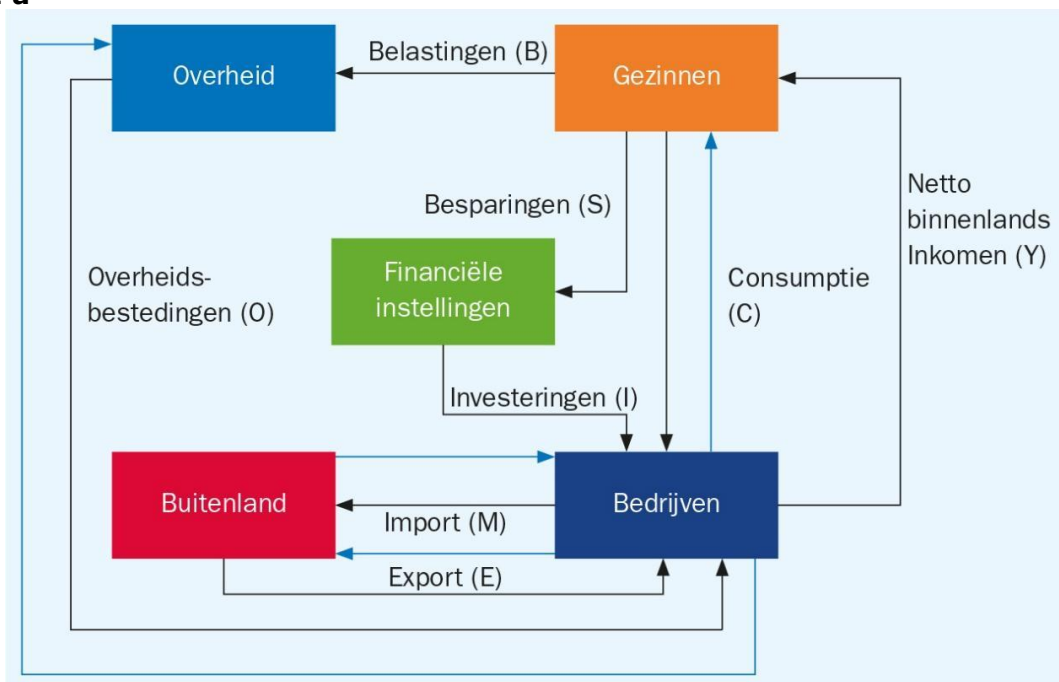 Overheid
Belastingen (B)
Gezinnen
Besparingen (S)
Netto
binnenlands
Inkomen (Y)
Overheids-
bestedingen (O)
Financiële
instellingen
Consumptie
(C)
Investeringen (I)
Buitenland
Import (M)
Export (E)
Bedrijven